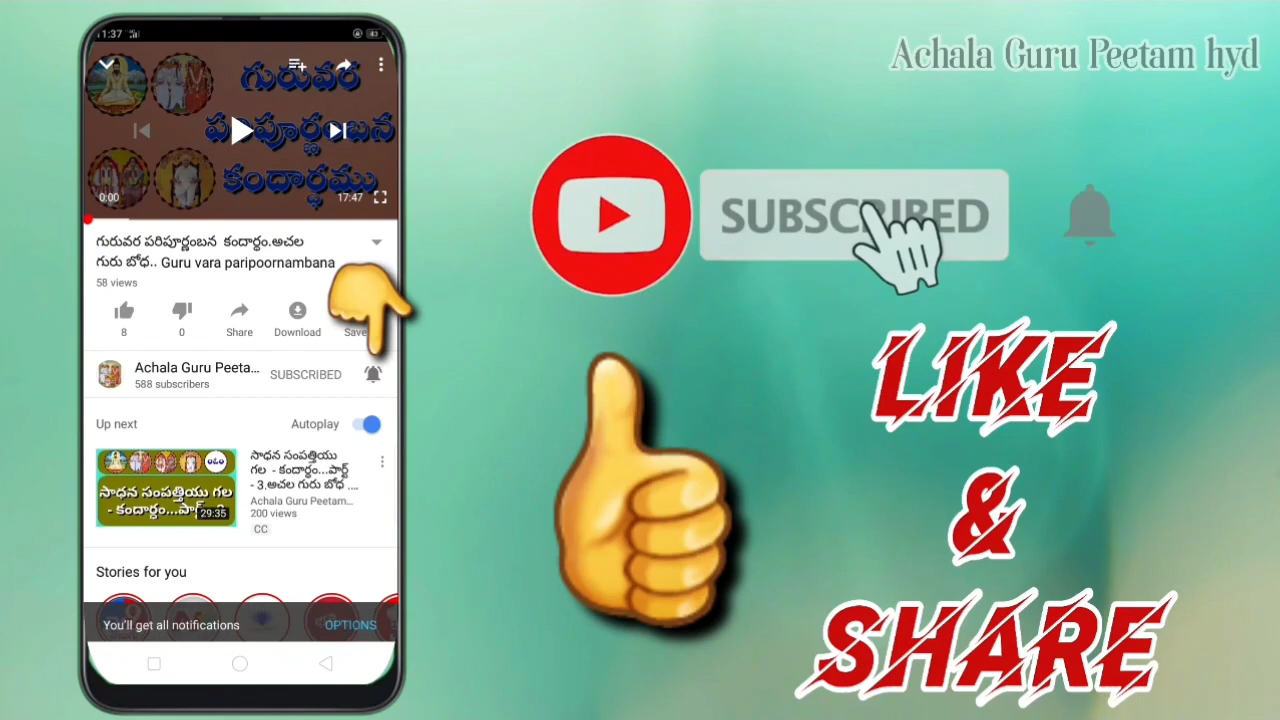 Achala Guru Peetam hyd
11:37
43
గురువర
పరిపూర్ణంబన
కందార్థము
0:00
17:47
గురువర పరిపూర్ణంబన కందార్థం.అచల
గురు బోధ.. Guru vara paripoornambana
58 views
8
0
Share
Download
Save
Achala Guru Peeta...
588 subscribers
SUBSCRIBED
Up next
Autoplay
సాధన సంపత్తియు గల
- కందార్థం...పార్ట్
29:35
సాధన సంపత్తియు
గల - కందార్థం...పార్ట్
- 3.అచల గురు బోధ ....
Achala Guru Peetam...
200 views
CC
Stories for you
You'll get all notifications
OPTIONS
SUBSCRIBED
LIKE
&
SHARE